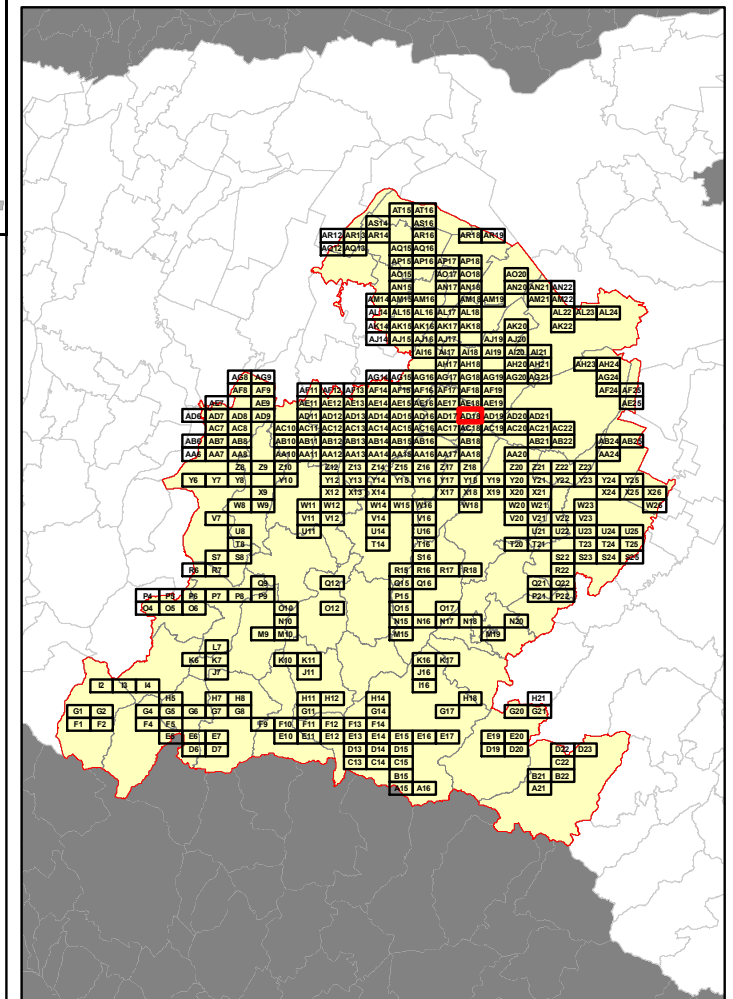 AT15 AT16
AS14 AS16
AR12 AR13 AR14 AR16 AR18 AR19
AQ12 AQ13 AQ15 AQ16
AP15 AP16 AP17 AP18
AO15 AO17 AO18 AO20
AN15 AN17 AN18 AN20 AN21 AN22
AM14 AM15 AM16 AM18 AM19 AM21 AM22
AL14 AL15 AL16 AL17 AL18 AL22 AL23 AL24
AK14 AK15 AK16 AK17 AK18 AK20 AK22
AJ14 AJ15 AJ16 AJ17 AJ19 AJ20
AI16 AI17 AI18 AI19 AI20 AI21
AH17 AH18 AH20 AH21 AH23 AH24
AG8 AG9 AG14 AG15 AG16 AG17 AG18 AG19 AG20 AG21 AG24
AF8 AF9 AF11 AF12 AF13 AF14 AF15 AF16 AF17 AF18 AF19 AF24 AF25
AE7 AE9 AE11 AE12 AE13 AE14 AE15 AE16 AE17 AE18 AE19 AE25
AD6 AD7 AD8 AD9 AD11 AD12 AD13 AD14 AD15 AD16 AD17 AD18 AD19 AD20 AD21
AC7 AC8 AC10 AC11 AC12 AC13 AC14 AC15 AC16 AC17 AC18 AC19 AC20 AC21 AC22
AB6 AB7 AB8 AB10 AB11 AB12 AB13 AB14 AB15 AB16 AB18 AB21 AB22 AB24 AB25
AA6 AA7 AA8 AA10 AA11 AA12 AA13 AA14 AA15 AA16 AA17 AA18 AA20 AA24
Z8 Z9 Z10 Z12 Z13 Z14 Z15 Z16 Z17 Z18 Z20 Z21 Z22 Z23
Y6 Y7 Y8 Y10 Y12 Y13 Y14 Y15 Y16 Y17 Y18 Y19 Y20 Y21 Y22 Y23 Y24 Y25
X9 X12 X13 X14 X17 X18 X19 X20 X21 X24 X25 X26
W8 W9 W11 W12 W14 W15 W16 W18 W20 W21 W23 W26
V7 V11 V12 V14 V16 V20 V21 V22 V23
U8 U11 U14 U16 U21 U22 U23 U24 U25
T8 T14 T16 T20 T21 T23 T24 T25
S7 S8 S16 S22 S23 S24 S25
R6 R7 R15 R16 R17 R18 R22
Q9 Q12 Q15 Q16 Q21 Q22
P4 P5 P6 P7 P8 P9 P15 P21 P22
O4 O5 O6 O10 O12 O15 O17
N10 N15 N16 N17 N18 N20
M9 M10 M15 M19
L7
K6 K7 K10 K11 K16 K17
J7 J11 J16
I2 I3 I4 I16
H5 H7 H8 H11 H12 H14 H18 H21
G1 G2 G4 G5 G6 G7 G8 G11 G14 G17 G20 G21
F1 F2 F4 F5 F9 F10 F11 F12 F13 F14
E5 E6 E7 E10 E11 E12 E13 E14 E15 E16 E17 E19 E20
D6 D7 D13 D14 D15 D19 D20 D22 D23
C13 C14 C15 C22
B15 B21 B22
A15 A16 A21